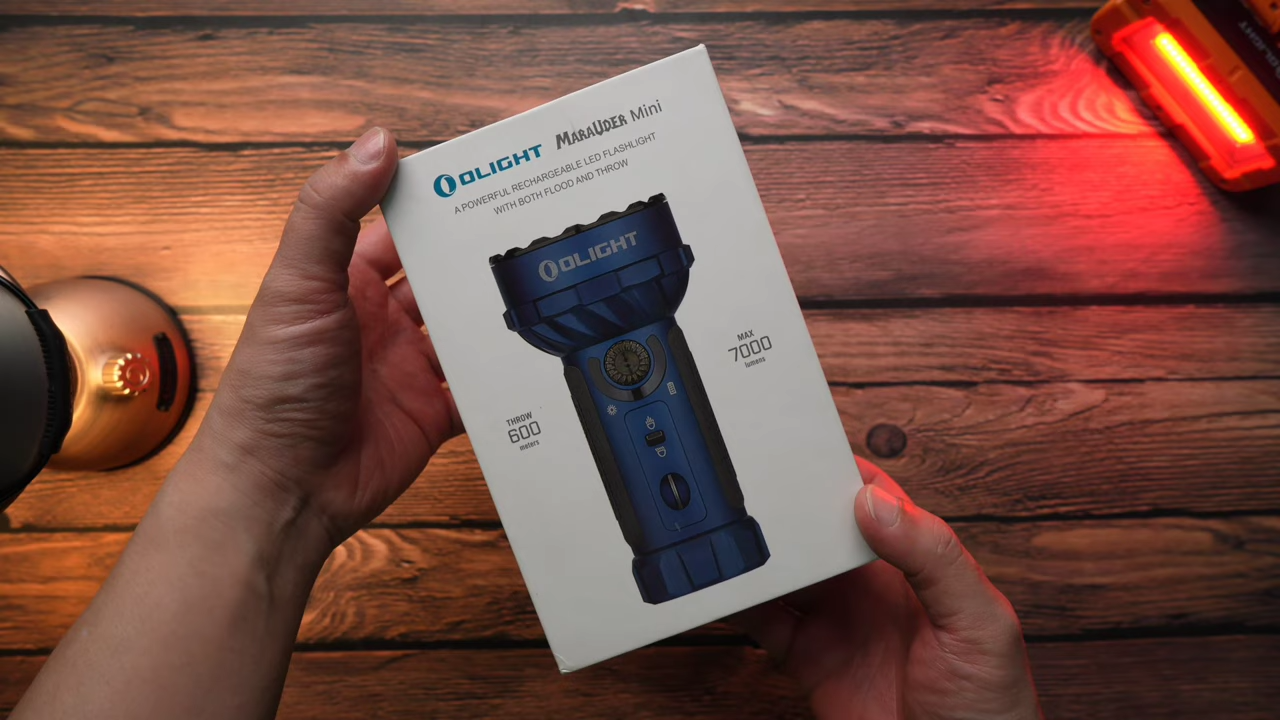 OLIGHT MARAUDER Mini
A POWERFUL RECHARGEABLE LED FLASHLIGHT
WITH BOTH FLOOD AND THROW
OLIGHT
MAX
7000
lumens
THROW
600
meters
OLIGHT